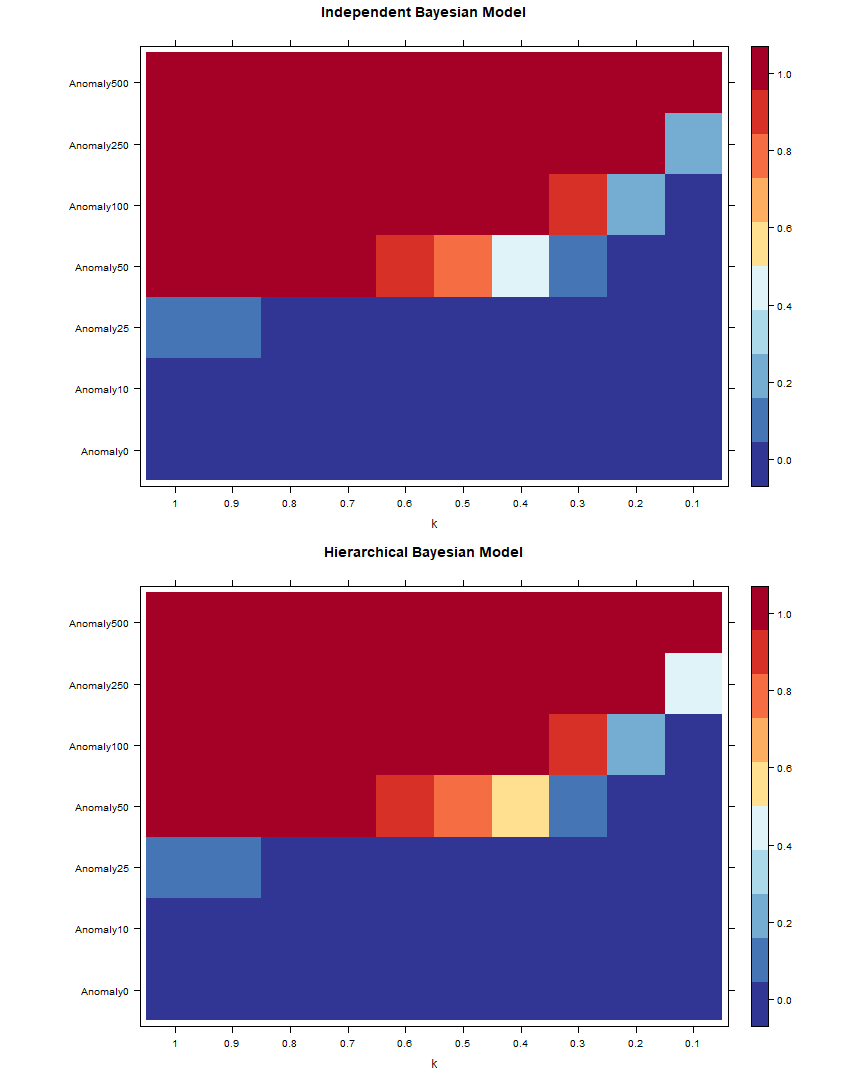 Independent Bayesian Model
Anomaly500
Anomaly250
Anomaly100
Anomaly50
Anomaly25
Anomaly10
Anomaly0
1 0.9 0.8 0.7 0.6 0.5 0.4 0.3 0.2 0.1
k
1.0
0.8
0.6
0.4
0.2
0.0
Hierarchical Bayesian Model
Anomaly500
Anomaly250
Anomaly100
Anomaly50
Anomaly25
Anomaly10
Anomaly0
1 0.9 0.8 0.7 0.6 0.5 0.4 0.3 0.2 0.1
k
1.0
0.8
0.6
0.4
0.2
0.0